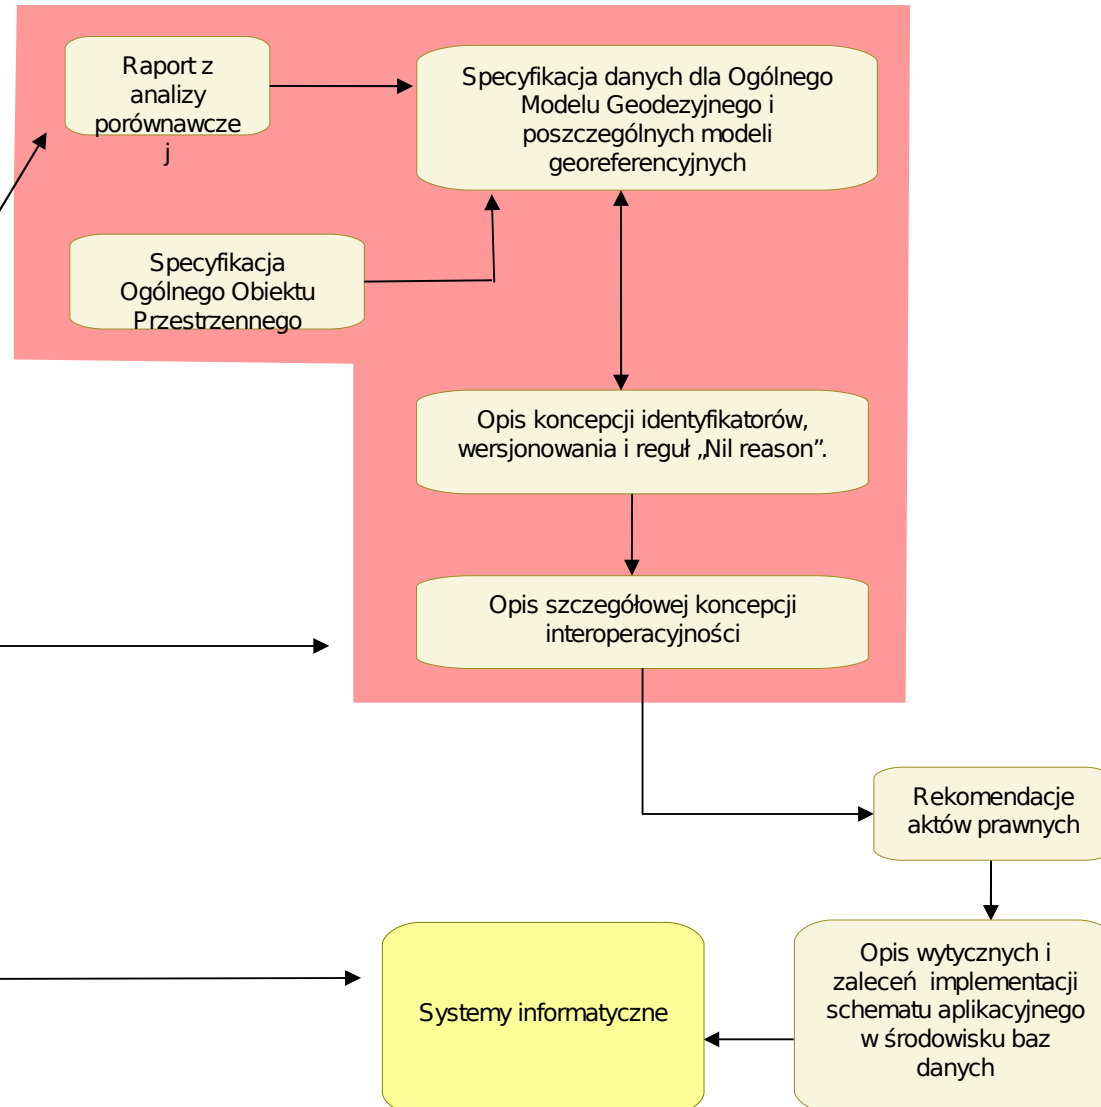 Raport z
analizy
porównawcze
j
Specyfikacja danych dla Ogólnego
Modelu Geodezyjnego i
poszczególnych modeli
georeferencyjnych
Specyfikacja
Ogólnego Obiektu
Przestrzennego
Opis koncepcji identyfikatorów,
wersjonowania i reguł „Nil reason”.
Opis szczegółowej koncepcji
interoperacyjności
Rekomendacje
aktów prawnych
Opis wytycznych i
zaleceń  implementacji
schematu aplikacyjnego
w środowisku baz
danych
Systemy informatyczne